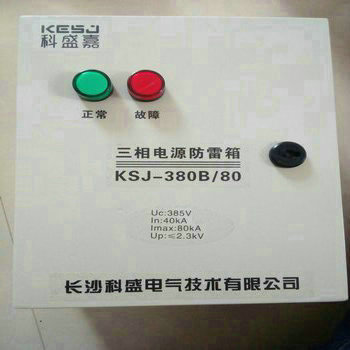 KESJ
科盛嘉
正常 故障
三相电源防雷箱
KSJ-380B/80
Uc:385V
In:40kA
Imax:80kA
Up:≤2.3kV
长沙科盛电气技术有限公司